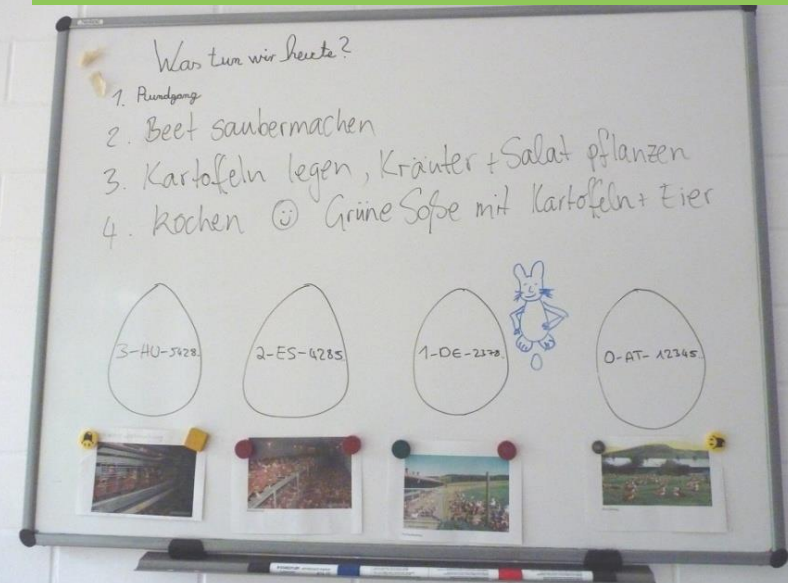 Was tun wir heute?
1. Rundgang
2. Beet saubermachen
3. Kartofeln legen, Kräuter + Salat pflanzen
4. Kochen ☺ Grüne Soße mit Kartofeln + Eier
3-HU-5428.
2-ES-4285
1-DE-2378.
0-AT-12345.